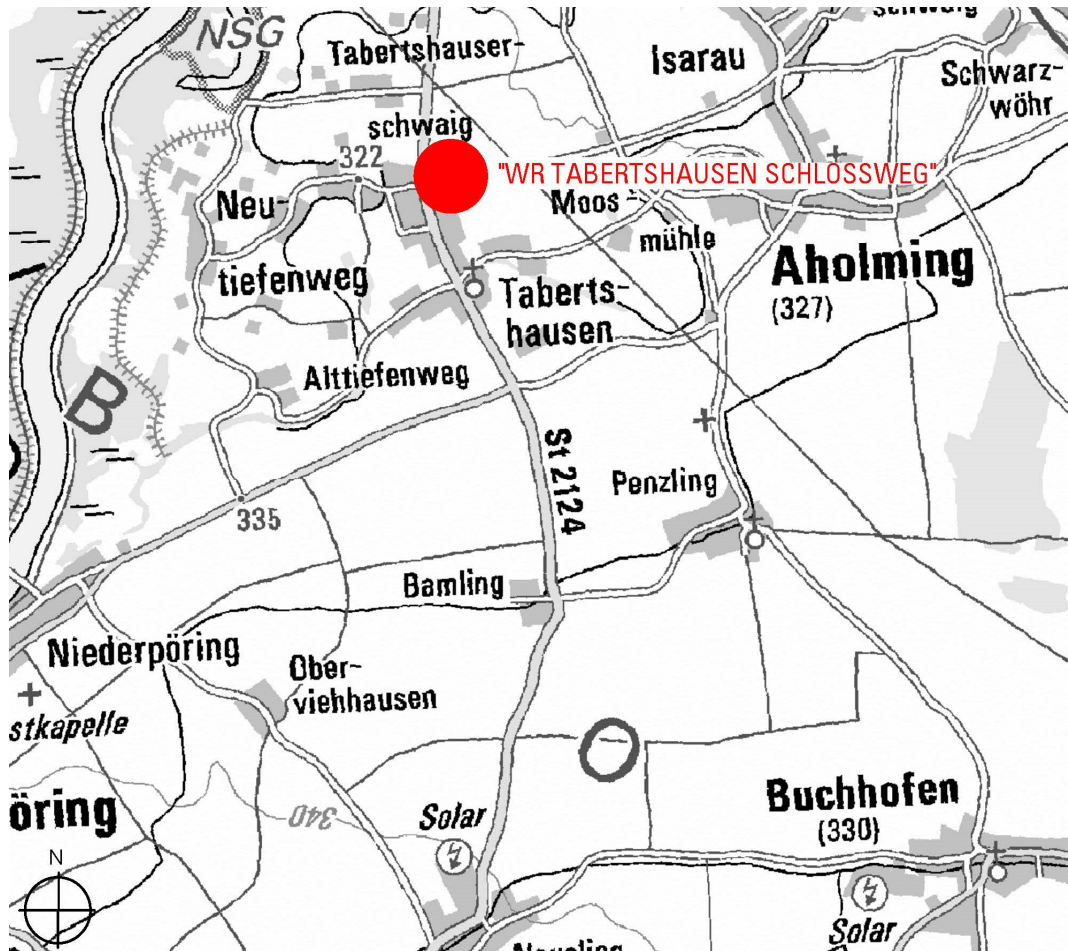 NSG
Tabertshauser-
schwaig
Isarau
Schwarz-
wöhr
322
"WR TABERTSHAUSEN SCHLOSSWEG"
Neu-
tiefenweg
Moos-
mühle
Aholming
(327)
Taberts-
hausen
Alttiefenweg
B
St 2124
Penzling
335
Bamling
Niederpöring
Ober-
viehhausen
stkapelle
öring
340
Solar
O
Buchhofen
(330)
Solar
N